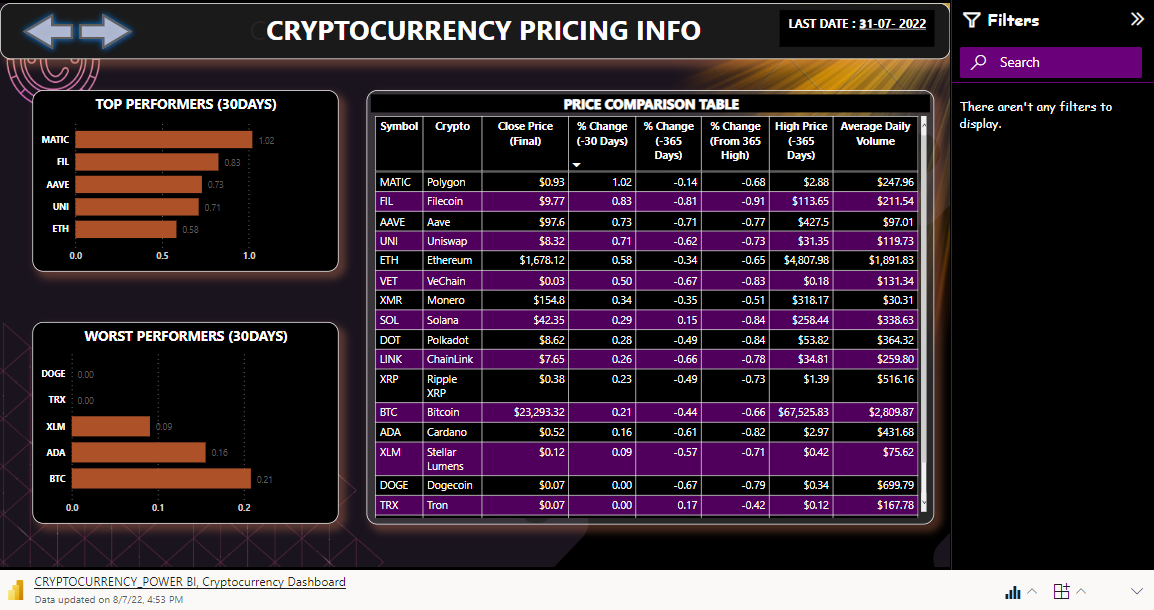 CRYPTOCURRENCY PRICING INFO
LAST DATE : 31-07- 2022
Filters
Search
There aren't any filters to
display.
TOP PERFORMERS (30DAYS)
MATIC 1.02
FIL 0.83
AAVE 0.73
UNI 0.71
ETH 0.58
0.0 0.5 1.0
WORST PERFORMERS (30DAYS)
DOGE 0.00
TRX 0.00
XLM 0.09
ADA 0.16
BTC 0.21
0.0 0.1 0.2
PRICE COMPARISON TABLE
Symbol Crypto Close Price % Change % Change % Change High Price Average Daily
(Final) (-30 Days) (-365 (From 365 (-365 Volume
Days) High) Days)
MATIC Polygon $0.93 1.02 -0.14 -0.68 $2.88 $247.96
FIL Filecoin $9.77 0.83 -0.81 -0.91 $113.65 $211.54
AAVE Aave $97.6 0.73 -0.71 -0.77 $427.5 $97.01
UNI Uniswap $8.32 0.71 -0.62 -0.73 $31.35 $119.73
ETH Ethereum $1,678.12 0.58 -0.34 -0.65 $4,807.98 $1,891.83
VET VeChain $0.03 0.50 -0.67 -0.83 $0.18 $131.34
XMR Monero $154.8 0.34 -0.35 -0.51 $318.17 $30.31
SOL Solana $42.35 0.29 0.15 -0.84 $258.44 $338.63
DOT Polkadot $8.62 0.28 -0.49 -0.84 $53.82 $364.32
LINK ChainLink $7.65 0.26 -0.66 -0.78 $34.81 $259.80
XRP Ripple $0.38 0.23 -0.49 -0.73 $1.39 $516.16
XRP
BTC Bitcoin $23,293.32 0.21 -0.44 -0.66 $67,525.83 $2,809.87
ADA Cardano $0.52 0.16 -0.61 -0.82 $2.97 $431.68
XLM Stellar $0.12 0.09 -0.57 -0.71 $0.42 $75.62
Lumens
DOGE Dogecoin $0.07 0.00 -0.67 -0.79 $0.34 $699.79
TRX Tron $0.07 0.00 0.17 -0.42 $0.12 $167.78
CRYPTOCURRENCY_POWER BI, Cryptocurrency Dashboard
Data updated on 8/7/22, 4:53 PM